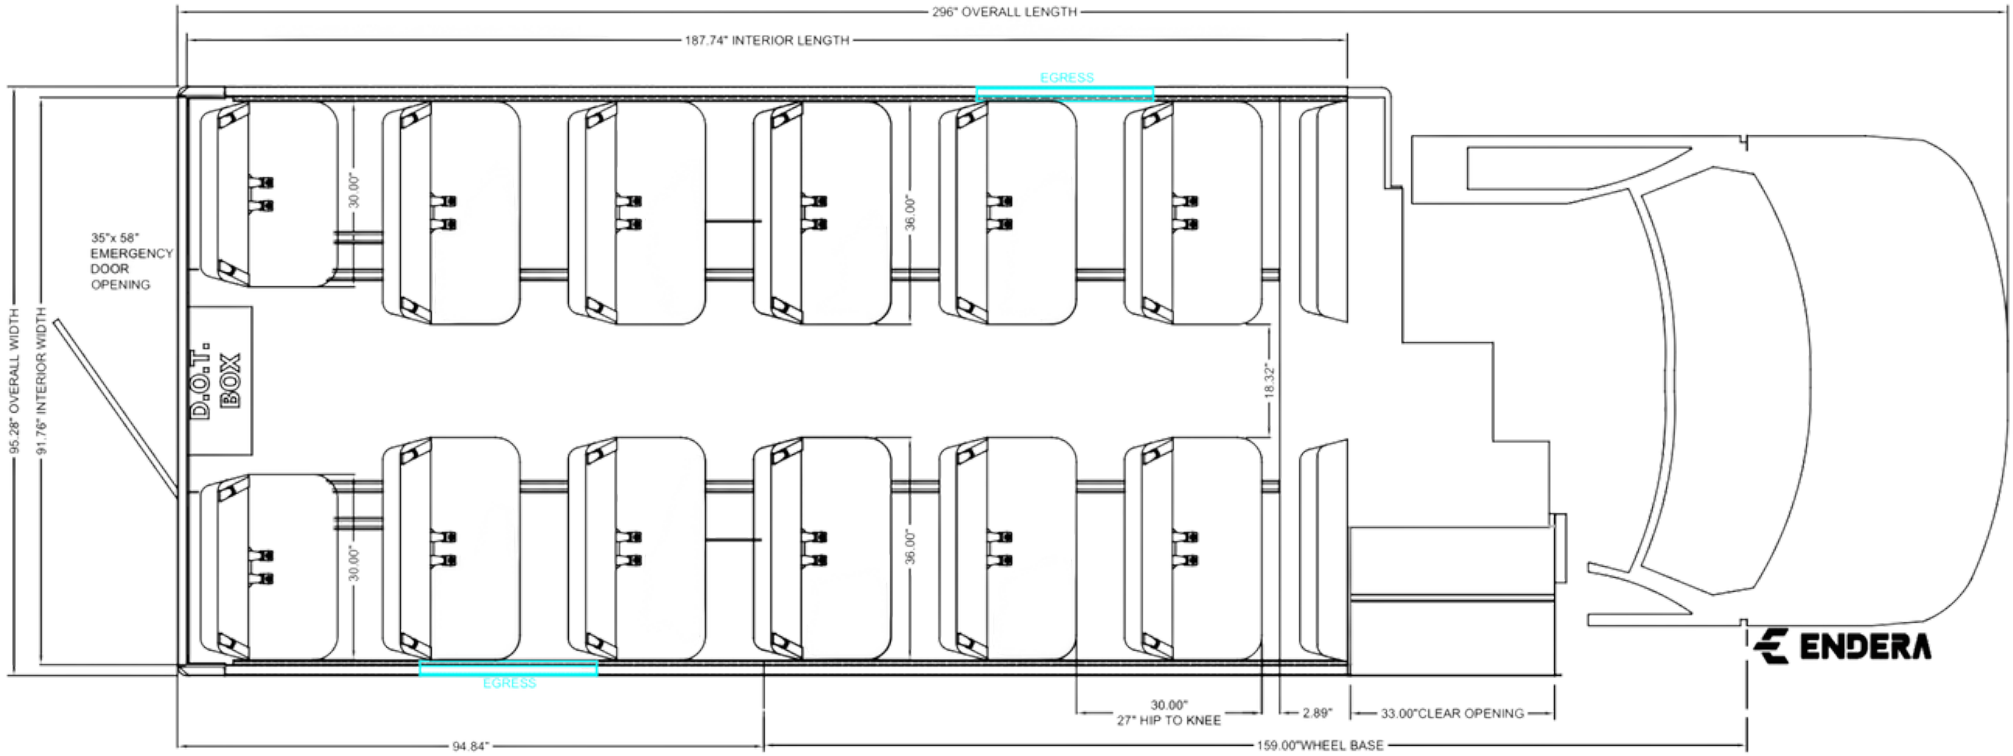 296" OVERALL LENGTH
187.74" INTERIOR LENGTH
EGRESS
35"x 58"
EMERGENCY
DOOR
OPENING
30.00"
36.00"
95.28" OVERALL WIDTH
91.76" INTERIOR WIDTH
D.O.T.
BOX
18.32"
30.00"
36.00"
ENDERA
EGRESS
30.00"
27" HIP TO KNEE
2.89"
33.00"CLEAR OPENING
94.84"
159.00"WHEEL BASE